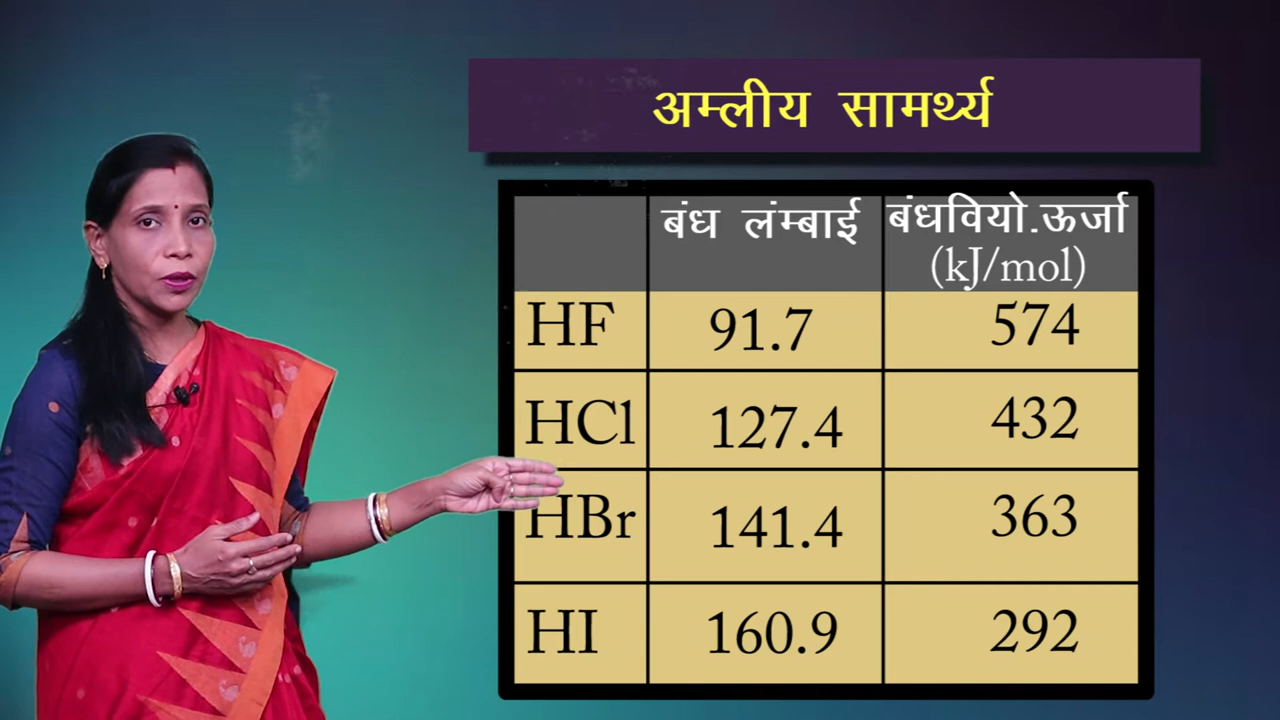 अम्लीय सामर्थ्य
बंध लंम्बाई बंधवियो.ऊर्जा
(kJ/mol)
HF 91.7 574
HCl 127.4 432
HBr 141.4 363
HI 160.9 292